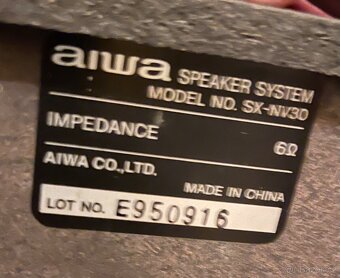 aiwa SPEAKER SYSTEM
MODEL NO. SX-NV30
IMPEDANCE 6Ω
AIWA CO.,LTD.
MADE IN CHINA
LOT NO. E950916